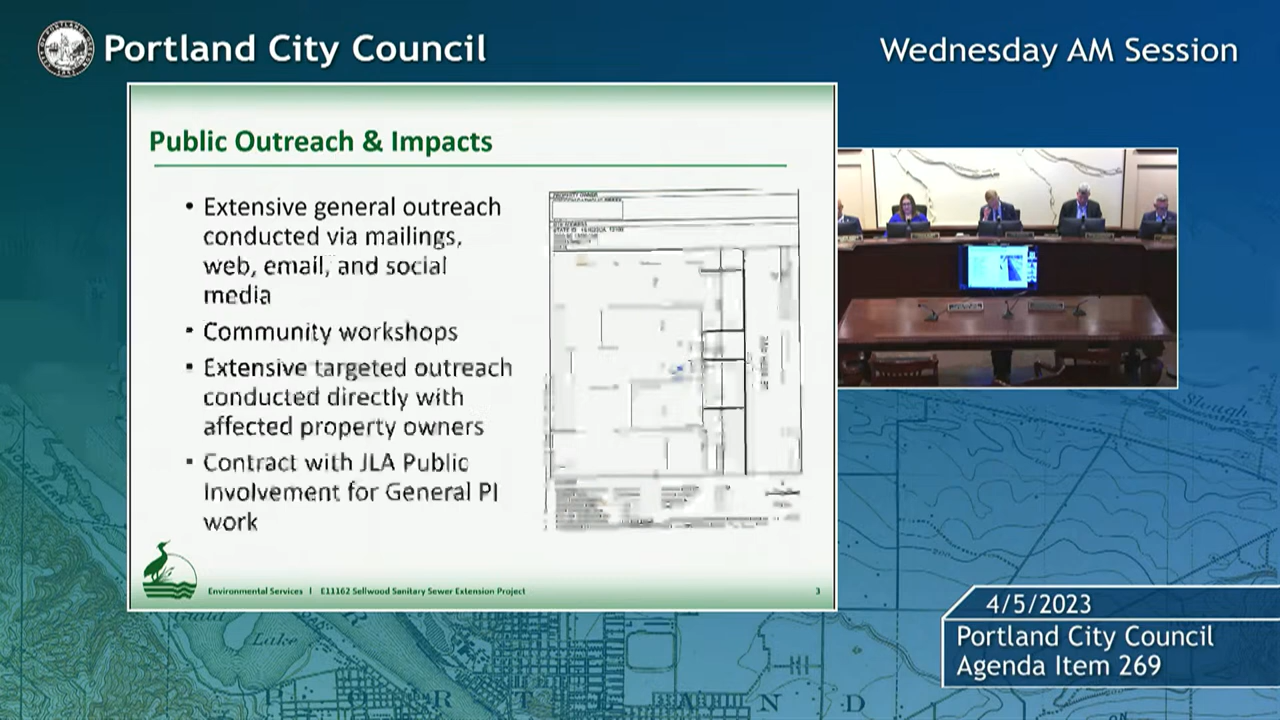 Portland City Council
Wednesday AM Session
Public Outreach & Impacts
• Extensive general outreach
conducted via mailings,
web, email, and social
media
• Community workshops
• Extensive targeted outreach
conducted directly with
affected property owners
• Contract with JLA Public
Involvement for General PI
work
Environmental Services | E11162 Sellwood Sanitary Sewer Extension Project
3
Slough
Guild
Lake
4/5/2023
Portland City Council
Agenda Item 269